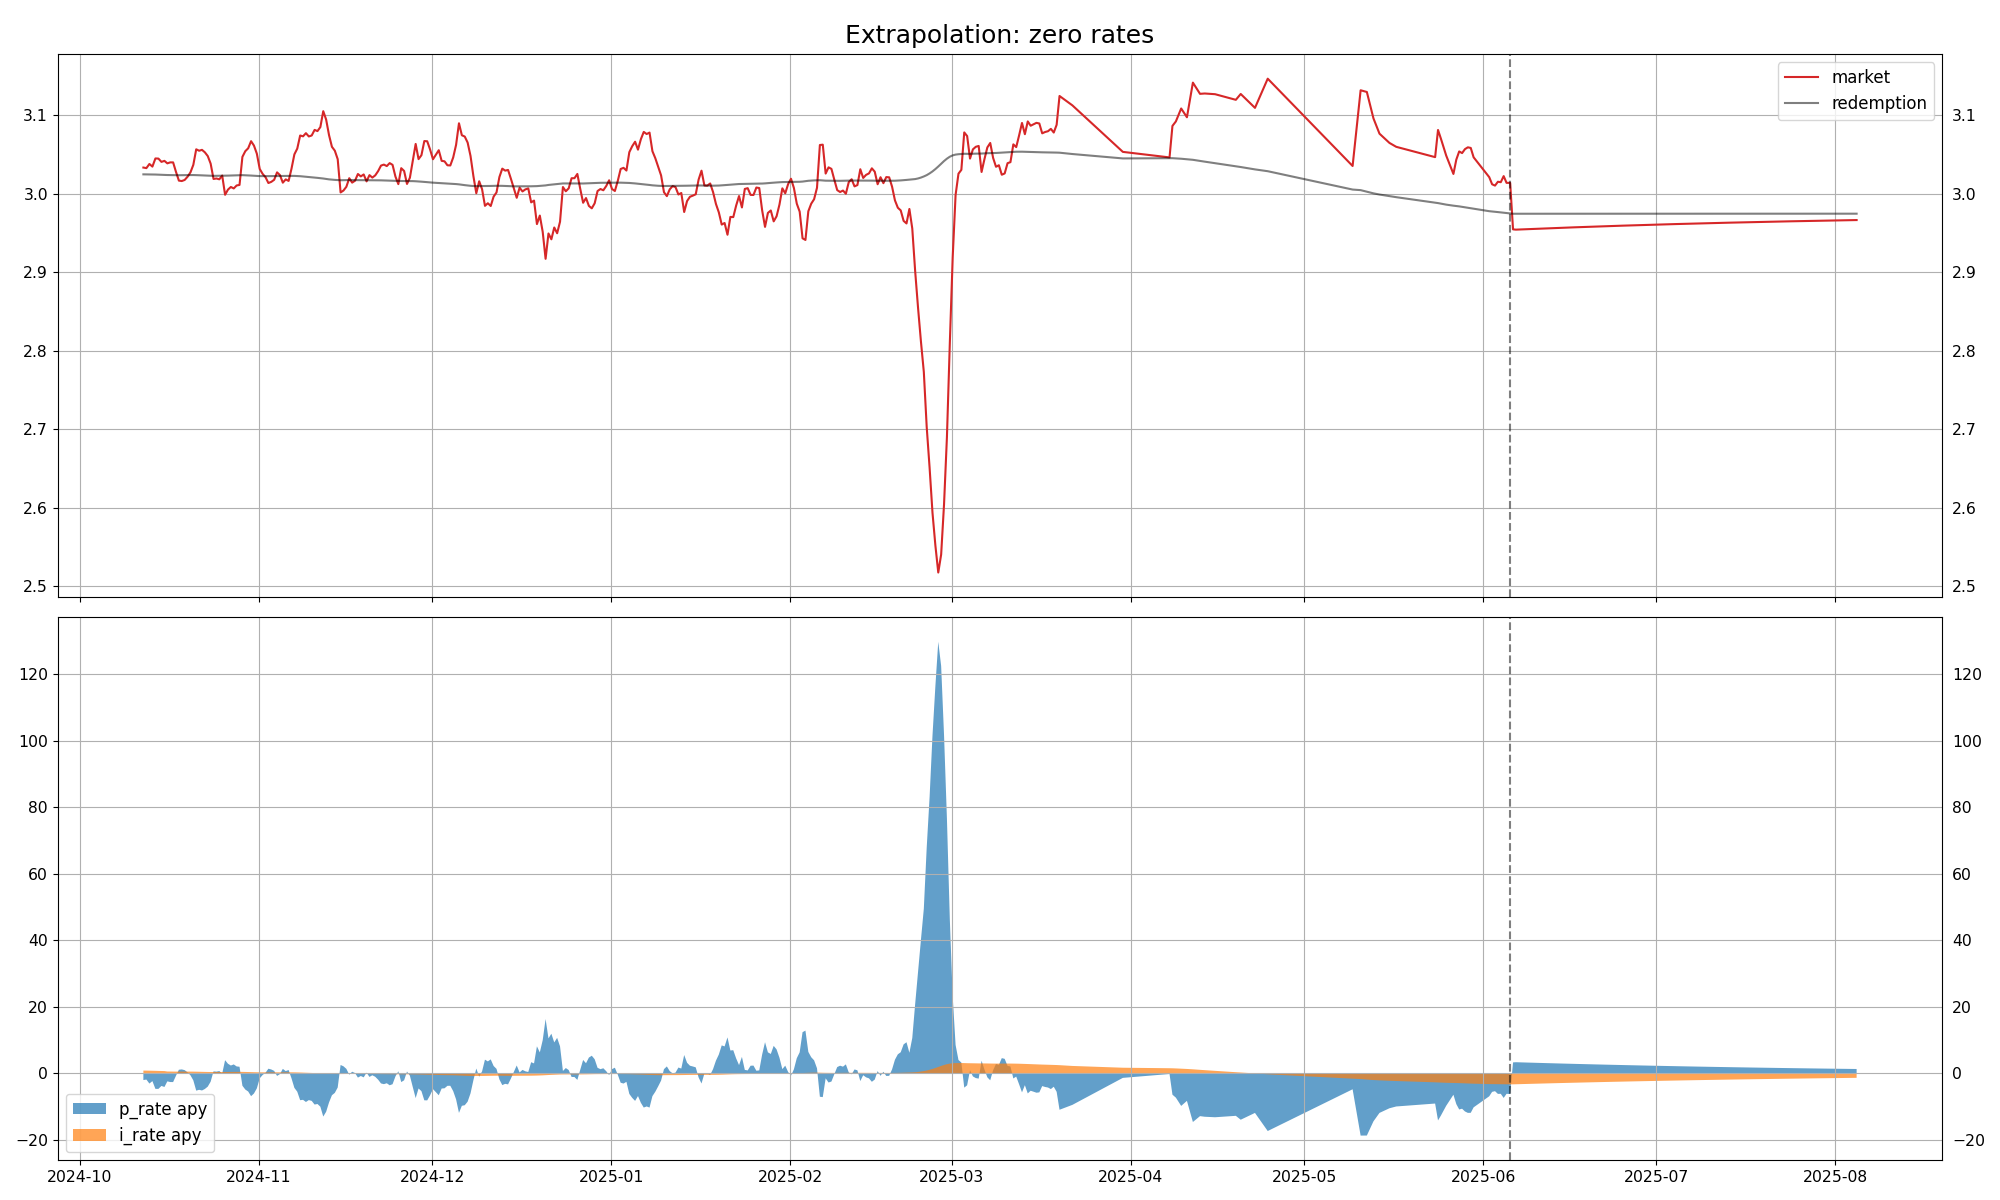 Extrapolation: zero rates
market
redemption
3.1 3.1
3.0 3.0
2.9 2.9
2.8 2.8
2.7 2.7
2.6 2.6
2.5 2.5
120 120
100 100
80 80
60 60
40 40
20 20
0 0
−20 −20
p_rate apy
i_rate apy
2024-10 2024-11 2024-12 2025-01 2025-02 2025-03 2025-04 2025-05 2025-06 2025-07 2025-08